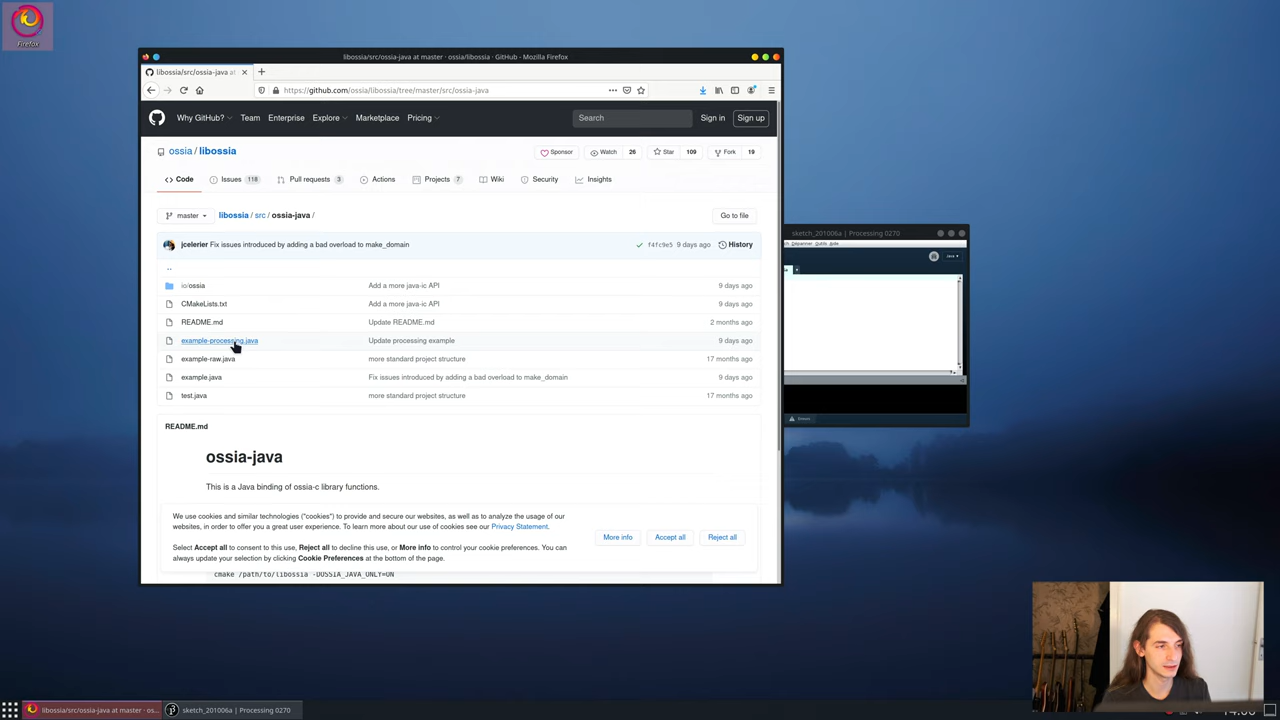 Firefox
libossia/src/ossia-java at master · ossia/libossia · GitHub - Mozilla Firefox
libossia/src/ossia-java at
https://github.com/ossia/libossia/tree/master/src/ossia-java
Why GitHub? Team Enterprise Explore Marketplace Pricing Search Sign in Sign up
ossia / libossia Sponsor Watch 26 Star 109 Fork 19
Code Issues 118 Pull requests 3 Actions Projects 7 Wiki Security Insights
master libossia / src / ossia-java / Go to file
sketch_201006a | Processing 0270
Java
jcelerier Fix issues introduced by adding a bad overload to make_domain f4fc9e5 9 days ago History
..
io/ossia Add a more java-ic API 9 days ago
CMakeLists.txt Add a more java-ic API 9 days ago
README.md Update README.md 2 months ago
example-processing.java Update processing example 9 days ago
example-raw.java more standard project structure 17 months ago
example.java Fix issues introduced by adding a bad overload to make_domain 9 days ago
test.java more standard project structure 17 months ago
README.md
ossia-java
This is a Java binding of ossia-c library functions.
We use cookies and similar technologies ("cookies") to provide and secure our websites, as well as to analyze the usage of our
websites, in order to offer you a great user experience. To learn more about our use of cookies see our Privacy Statement.
Select Accept all to consent to this use, Reject all to decline this use, or More info to control your cookie preferences. You can
always update your selection by clicking Cookie Preferences at the bottom of the page.
More info Accept all Reject all
cmake /path/to/libossia -DOSSIA_JAVA_ONLY=ON
libossia/src/ossia-java at master · os...
sketch_201006a | Processing 0270